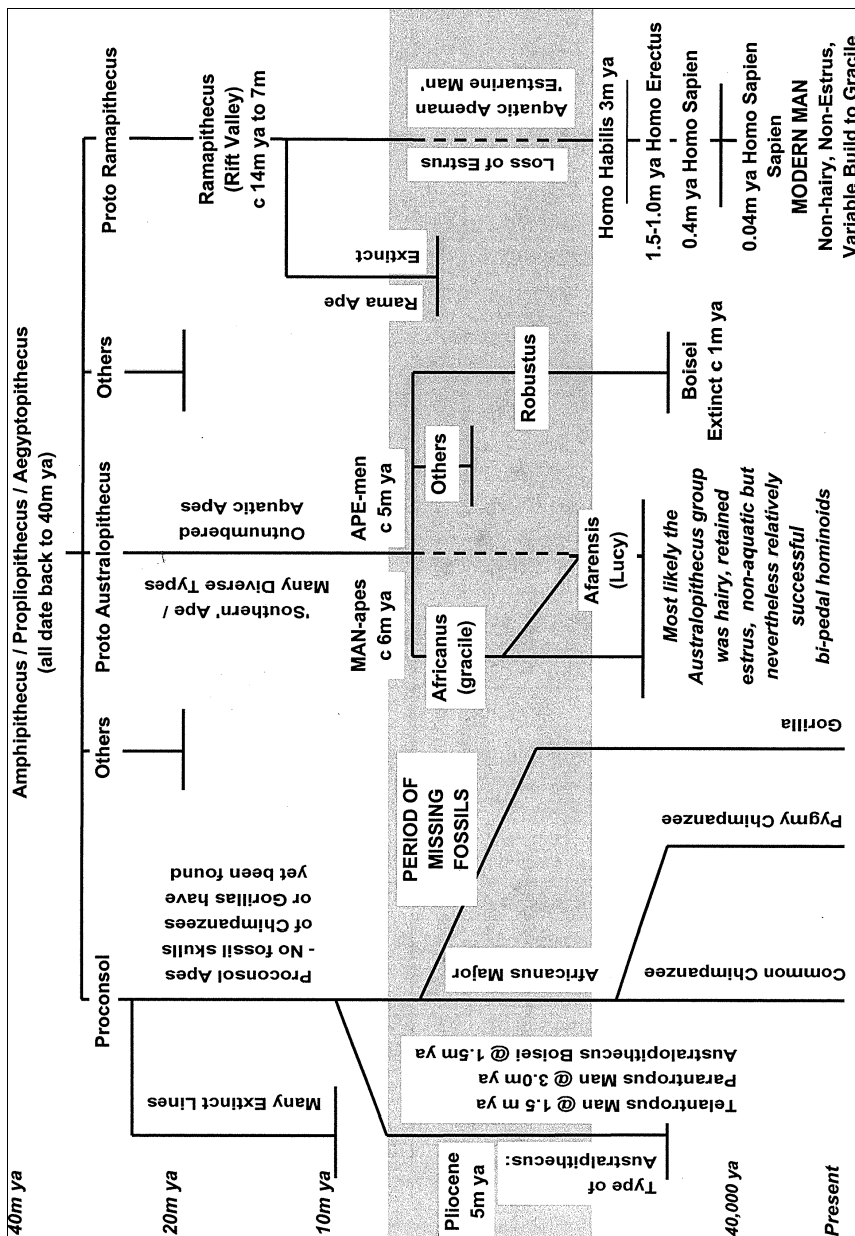 Amphipithecus / Propliopithecus / Aegyptopithecus
(all date back to 40m ya)
40m ya
20m ya
10m ya
Pliocene
5m ya
40,000 ya
Present
Proconsol
Others
Proto Australopithecus
Others
Proto Ramapithecus
Many Extinct Lines
Proconsol Apes
- No fossil skulls
of Chimpanzees
or Gorillas have
yet been found
'Southern' Ape /
Many Diverse Types
Outnumbered
Aquatic Apes
Ramapithecus
(Rift Valley)
c 14m ya to 7m
MAN-apes
c 6m ya
APE-men
c 5m ya
Type of
Australpithecus:
Telantropus Man @ 1.5 m ya
Parantropus Man @ 3.0m ya
Australopithecus Boisei @ 1.5m ya
Africanus Major
PERIOD OF
MISSING
FOSSILS
Africanus
(gracile)
Others
Robustus
Afarensis
(Lucy)
Rama Ape
Extinct
Loss of Estrus
Aquatic Apeman
'Estuarine Man'
Common Chimpanzee
Pygmy Chimpanzee
Gorilla
Most likely the
Australopithecus group
was hairy, retained
estrus, non-aquatic but
nevertheless relatively
successful
bi-pedal hominoids
Boisei
Extinct c 1m ya
Homo Habilis 3m ya
1.5-1.0m ya Homo Erectus
0.4m ya Homo Sapien
0.04m ya Homo Sapien
Sapien
MODERN MAN
Non-hairy, Non-Estrus,
Variable Build to Gracile